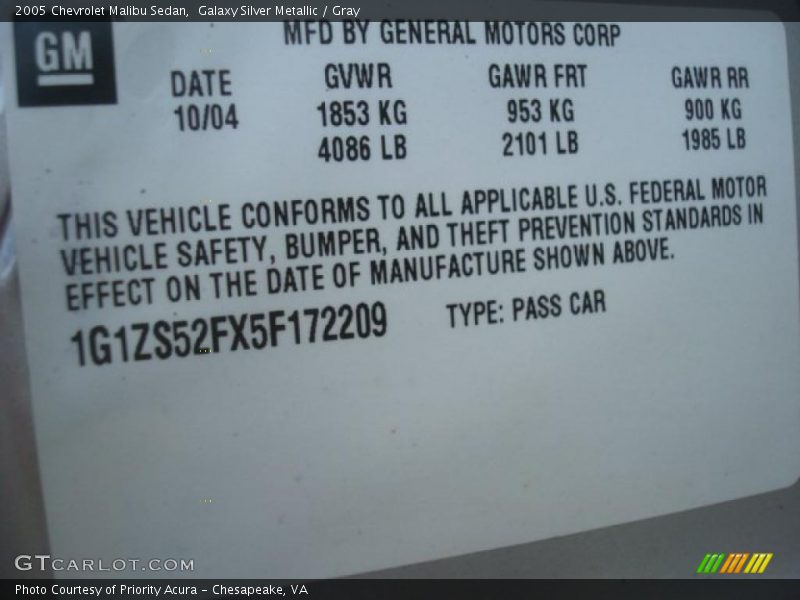 2005 Chevrolet Malibu Sedan,  Galaxy Silver Metallic / Gray
GM
MFD BY GENERAL MOTORS CORP
DATE GVWR GAWR FRT GAWR RR
10/04 1853 KG 953 KG 900 KG
4086 LB 2101 LB 1985 LB
THIS VEHICLE CONFORMS TO ALL APPLICABLE U.S. FEDERAL MOTOR
VEHICLE SAFETY, BUMPER, AND THEFT PREVENTION STANDARDS IN
EFFECT ON THE DATE OF MANUFACTURE SHOWN ABOVE.
1G1ZS52FX5F172209 TYPE: PASS CAR
GTCARLOT.COM
Photo Courtesy of Priority Acura - Chesapeake, VA